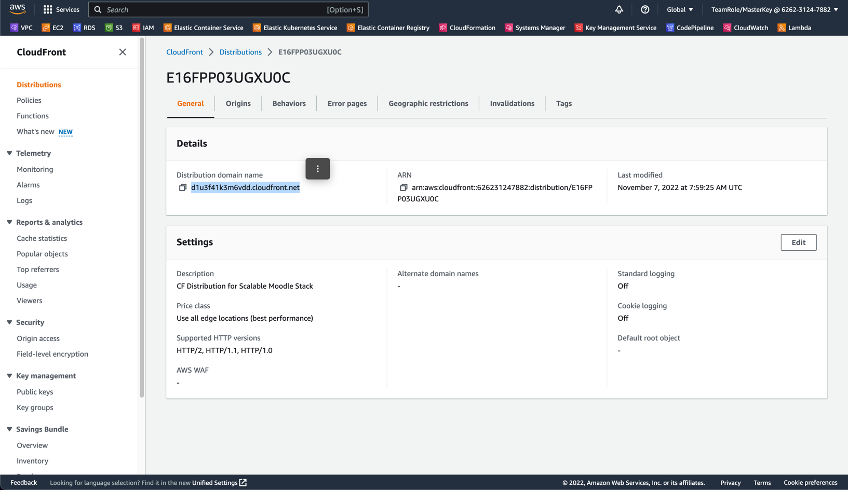 aws
Services
Search
[Option+S]
Global
TeamRole/MasterKey @ 6262-3124-7882
VPC
EC2
RDS
S3
IAM
Elastic Container Service
Elastic Kubernetes Service
Elastic Container Registry
CloudFormation
Systems Manager
Key Management Service
CodePipeline
CloudWatch
Lambda
CloudFront
Distributions
Policies
Functions
What's new NEW
Telemetry
Monitoring
Alarms
Logs
Reports & analytics
Cache statistics
Popular objects
Top referrers
Usage
Viewers
Security
Origin access
Field-level encryption
Key management
Public keys
Key groups
Savings Bundle
Overview
Inventory
CloudFront > Distributions > E16FPP03UGXU0C
E16FPP03UGXU0C
General
Origins
Behaviors
Error pages
Geographic restrictions
Invalidations
Tags
Details
Distribution domain name
d1u3f41k3m6vdd.cloudfront.net
ARN
arn:aws:cloudfront::626231247882:distribution/E16FP
P03UGXU0C
Last modified
November 7, 2022 at 7:59:25 AM UTC
Settings
Edit
Description
CF Distribution for Scalable Moodle Stack
Price class
Use all edge locations (best performance)
Supported HTTP versions
HTTP/2, HTTP/1.1, HTTP/1.0
AWS WAF
-
Alternate domain names
-
Standard logging
Off
Cookie logging
Off
Default root object
-
Feedback
Looking for language selection? Find it in the new Unified Settings
© 2022, Amazon Web Services, Inc. or its affiliates.
Privacy
Terms
Cookie preferences